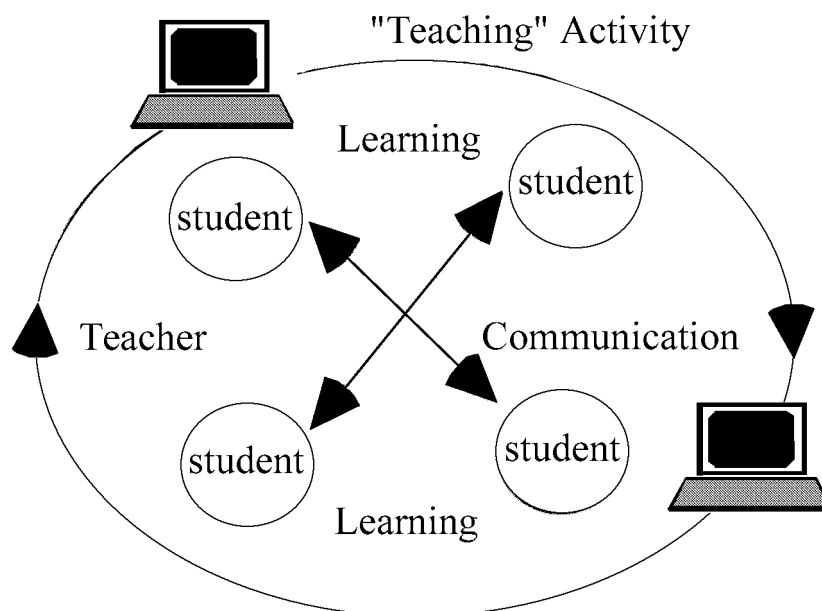 "Teaching" Activity
Learning
student
student
Teacher
Communication
student
student
Learning